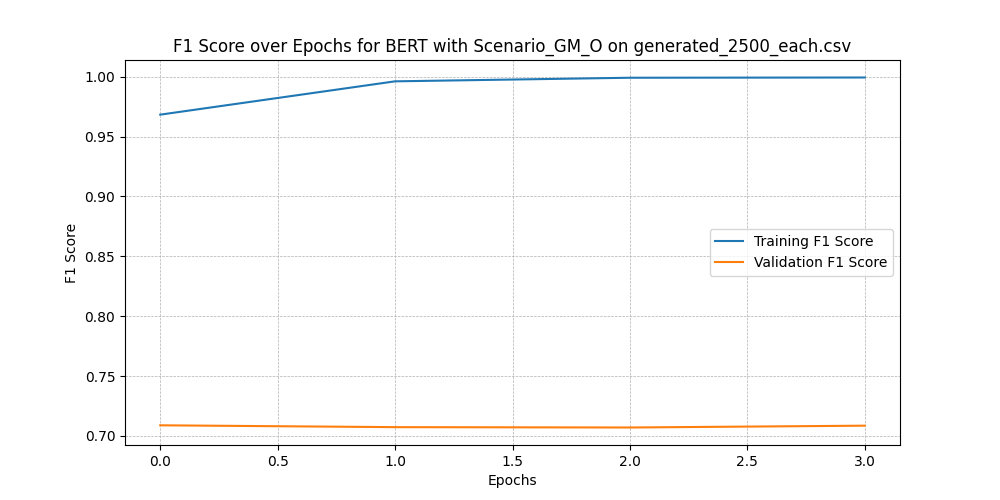 F1 Score over Epochs for BERT with Scenario_GM_O on generated_2500_each.csv
1.00
0.95
0.90
0.85
0.80
0.75
0.70
F1 Score
Training F1 Score
Validation F1 Score
0.0 0.5 1.0 1.5 2.0 2.5 3.0
Epochs